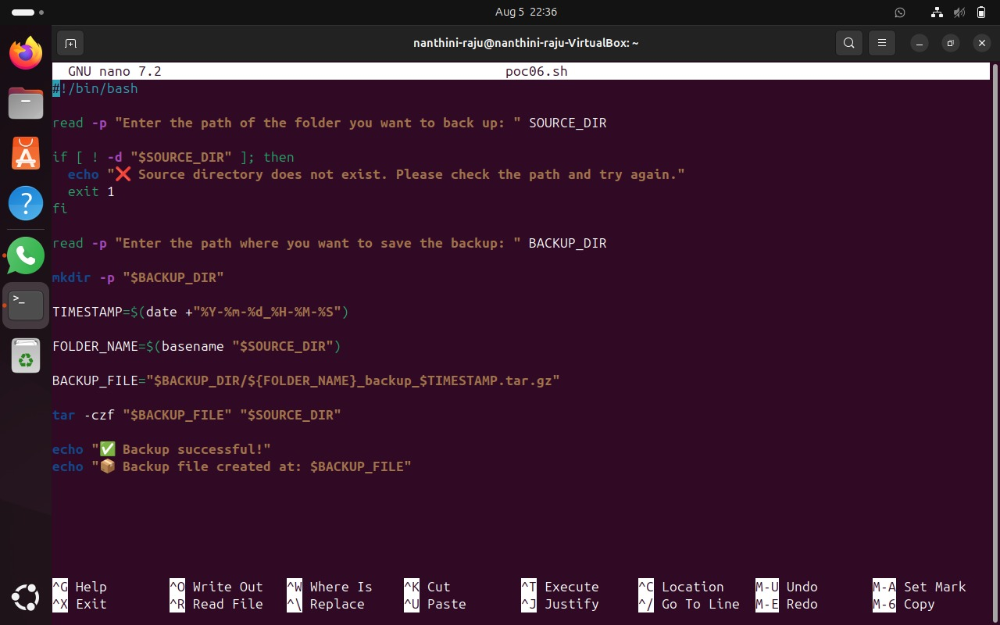 Aug 5 22:36
nanthini-raju@nanthini-raju-VirtualBox: ~
GNU nano 7.2 poc06.sh
#!/bin/bash
read -p "Enter the path of the folder you want to back up: " SOURCE_DIR
if [ ! -d "$SOURCE_DIR" ]; then
  echo "❌ Source directory does not exist. Please check the path and try again."
  exit 1
fi
read -p "Enter the path where you want to save the backup: " BACKUP_DIR
mkdir -p "$BACKUP_DIR"
TIMESTAMP=$(date +"%Y-%m-%d_%H-%M-%S")
FOLDER_NAME=$(basename "$SOURCE_DIR")
BACKUP_FILE="$BACKUP_DIR/${FOLDER_NAME}_backup_$TIMESTAMP.tar.gz"
tar -czf "$BACKUP_FILE" "$SOURCE_DIR"
echo "✅ Backup successful!"
echo "📦 Backup file created at: $BACKUP_FILE"
^G Help ^O Write Out ^W Where Is ^K Cut ^T Execute ^C Location M-U Undo M-A Set Mark
^X Exit ^R Read File ^\ Replace ^U Paste ^J Justify ^/ Go To Line M-E Redo M-6 Copy